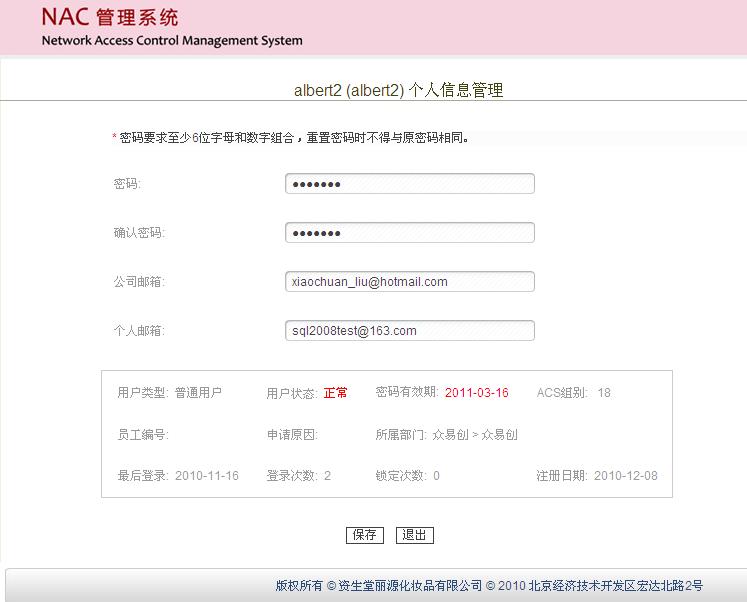 NAC 管理系统
Network Access Control Management System
albert2 (albert2) 个人信息管理
* 密码要求至少6位字母和数字组合，重置密码时不得与原密码相同。
密码: ●●●●●●●
确认密码: ●●●●●●●
公司邮箱: xiaochuan_liu@hotmail.com
个人邮箱: sql2008test@163.com
用户类型: 普通用户 用户状态: 正常 密码有效期: 2011-03-16 ACS组别: 18
员工编号: 申请原因: 所属部门: 众易创 > 众易创
最后登录: 2010-11-16 登录次数: 2 锁定次数: 0 注册日期: 2010-12-08
保存 退出
版权所有 © 资生堂丽源化妆品有限公司 © 2010 北京经济技术开发区宏达北路2号